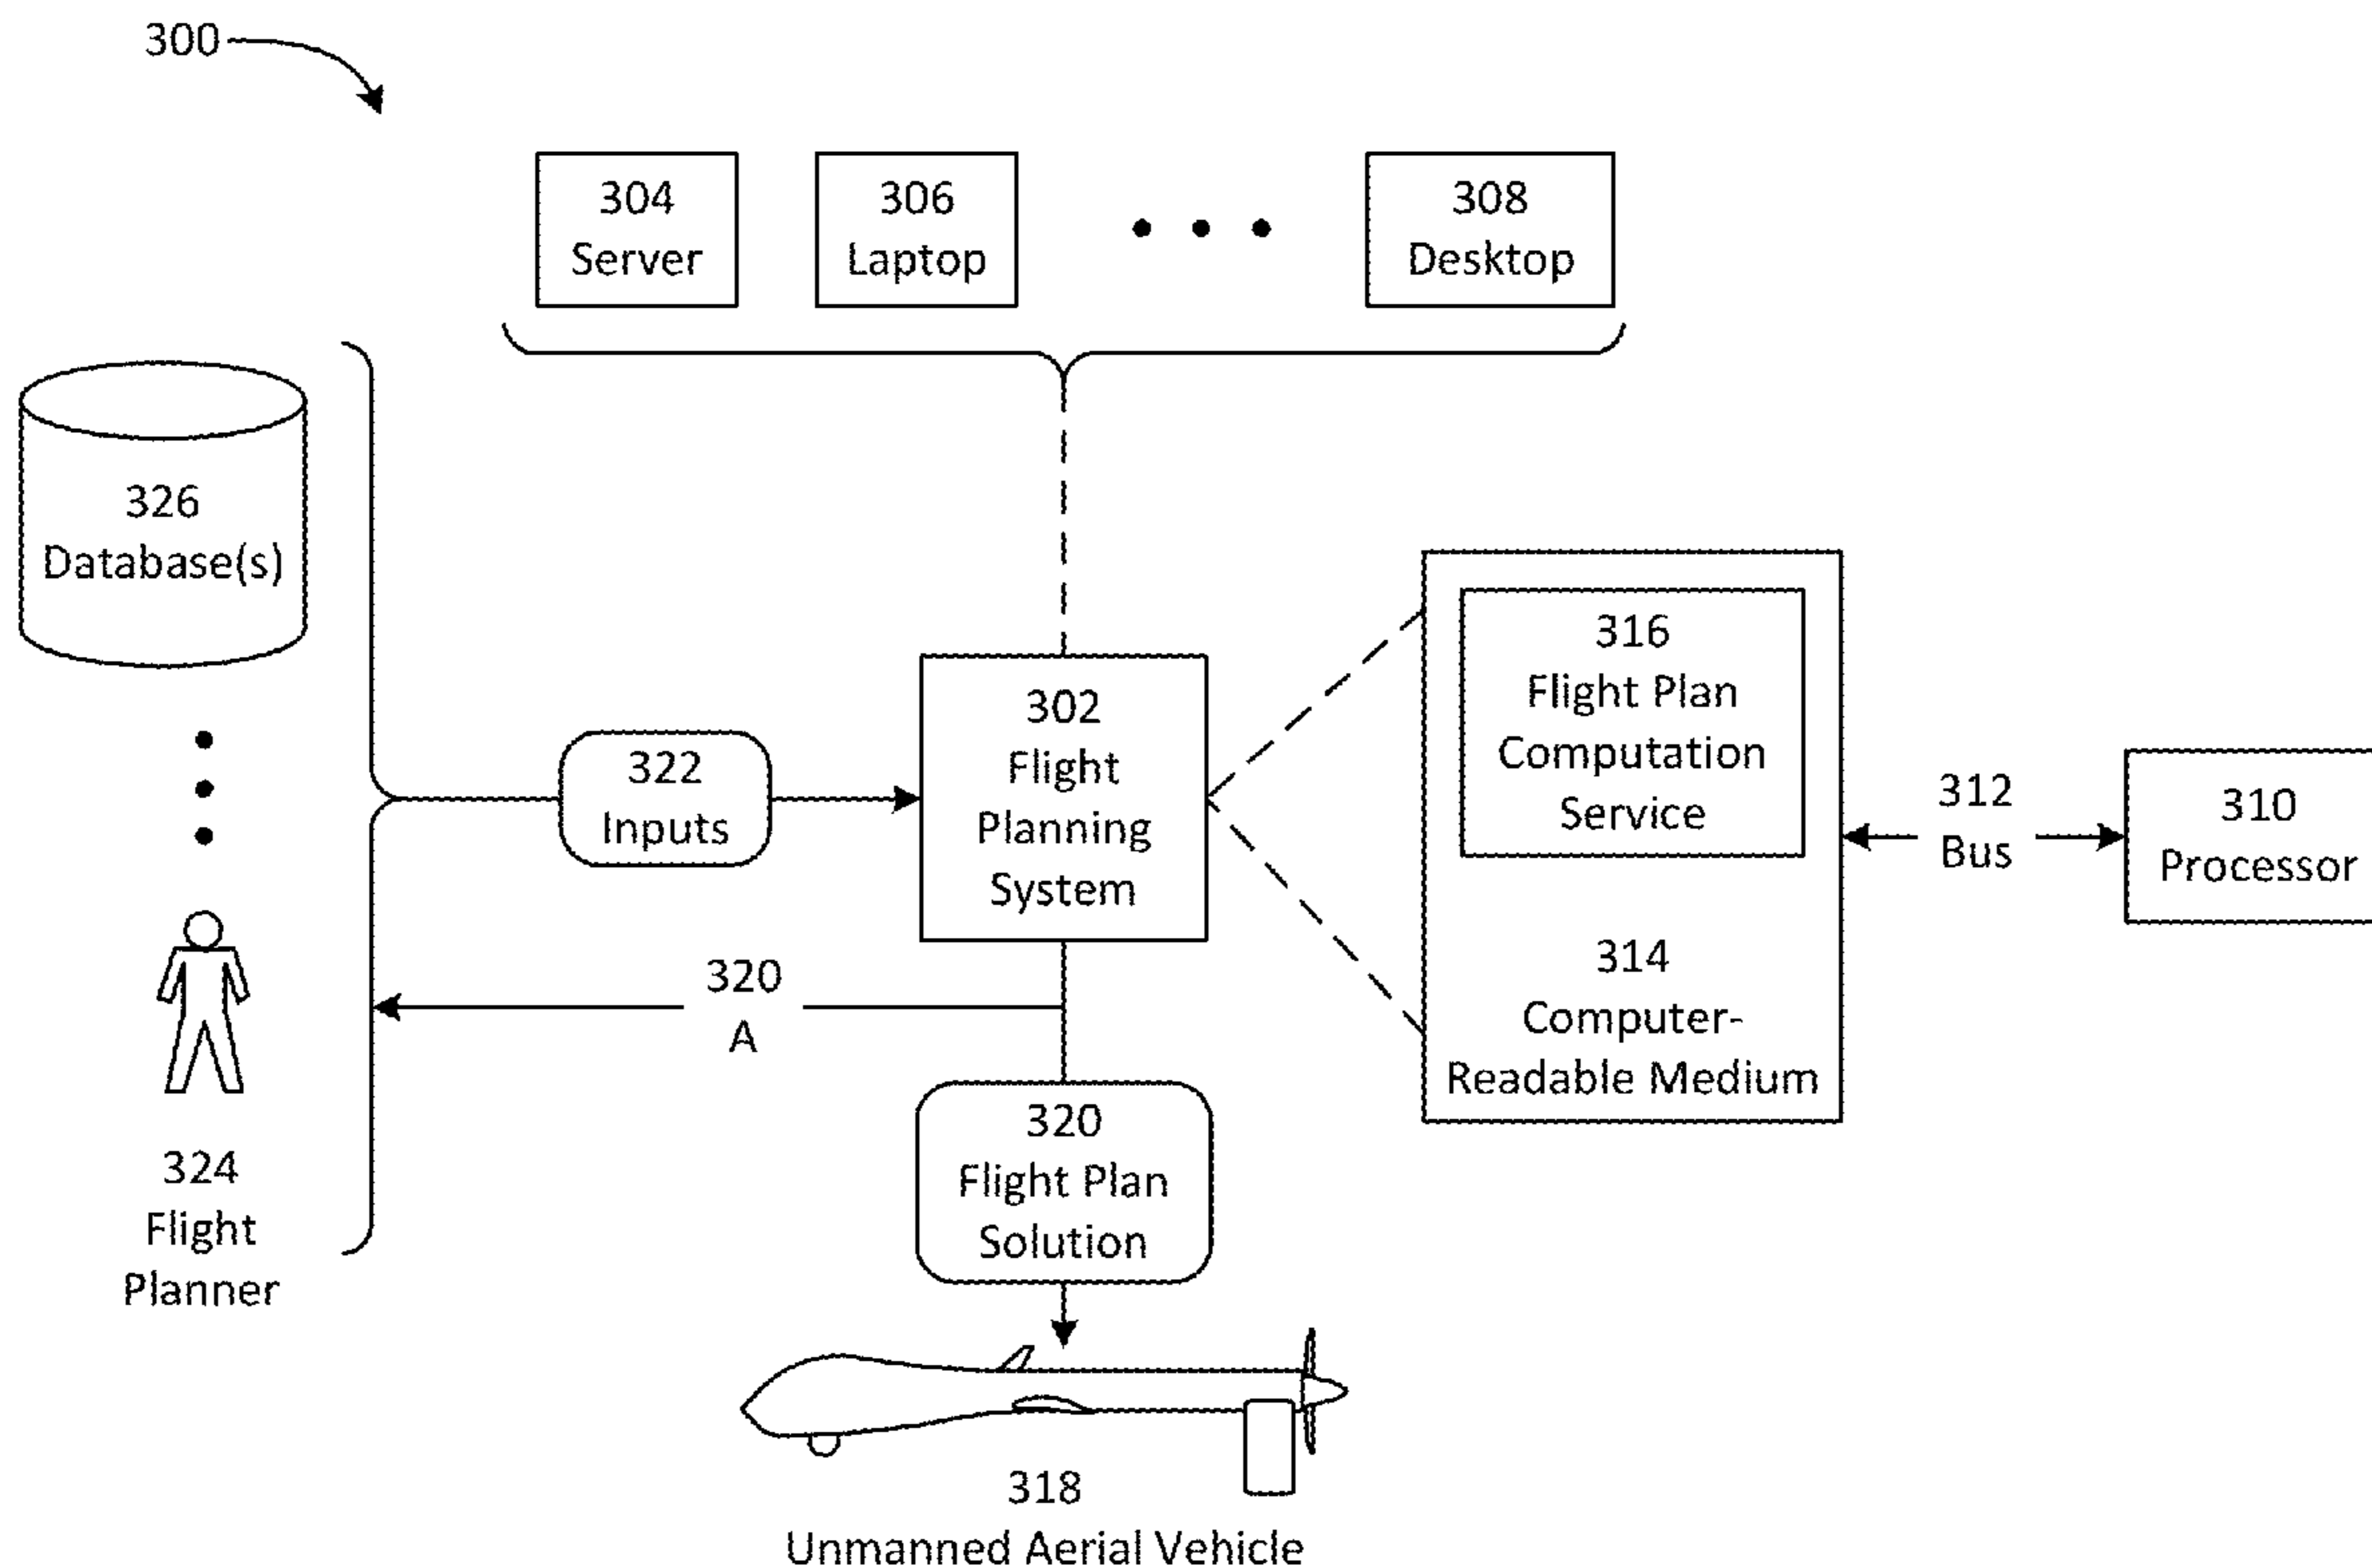 300
304
Server
306
Laptop
308
Desktop
326
Database(s)
322
Inputs
302
Flight
Planning
System
316
Flight Plan
Computation
Service
314
Computer-
Readable Medium
312
Bus
310
Processor
320
A
324
Flight
Planner
320
Flight Plan
Solution
318
Unmanned Aerial Vehicle